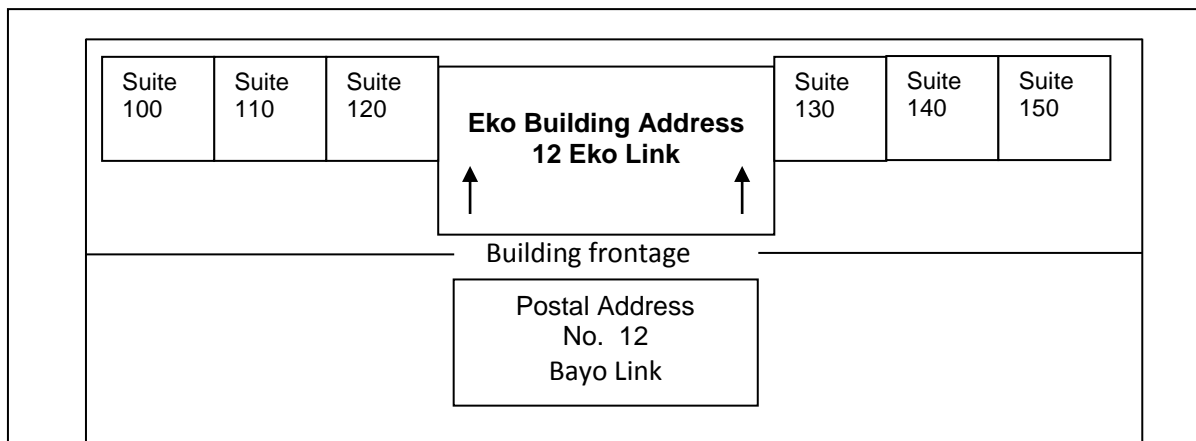 Suite
100
Suite
110
Suite
120
Eko Building Address
12 Eko Link
Suite
130
Suite
140
Suite
150
Building frontage
Postal Address
No. 12
Bayo Link